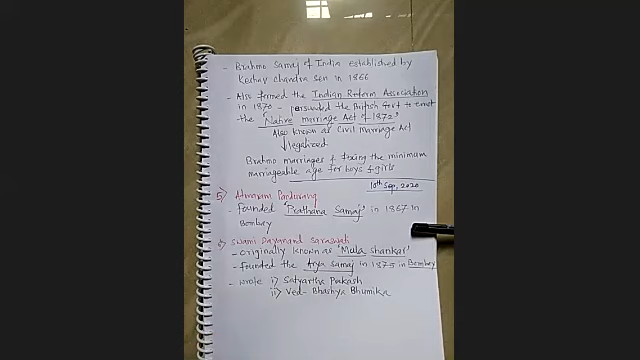 - Brahmo Samaj of India established by
Keshav Chandra Sen in 1866
- Also formed the Indian Reform Association
in 1870 - persuaded the British Govt to enact
the 'Native marriage Act of 1872'
Also known as Civil Marriage Act
↓ legalized
Brahmo marriages & fixing the minimum
marriageable age for boys & girls
10th Sep, 2020
5) Atmaram Pandurang
- Founded 'Prathana Samaj' in 1867 in
Bombay
6) Swami Dayanand Saraswati
- Originally known as 'Mula Shankar'
- founded the Arya Samaj in 1875 in Bombay
- wrote i) Satyartha Prakash
ii) Ved- Bhashya Bhumika